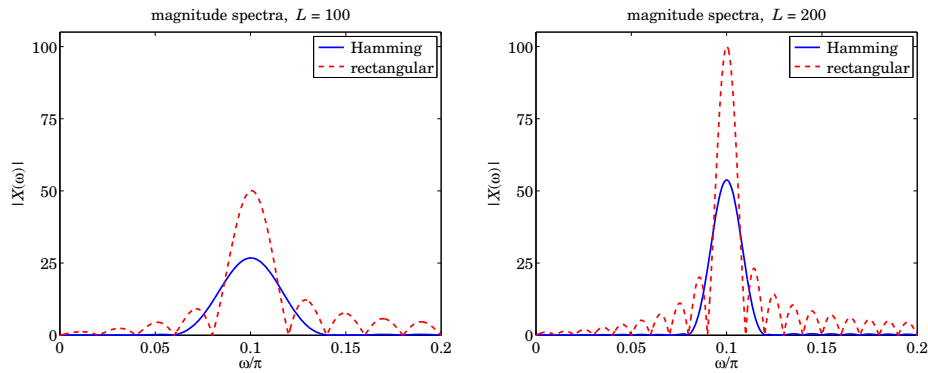 magnitude spectra, L = 100
Hamming
rectangular
100
75
50
25
0
|X(ω)|
0
0.05
0.1
0.15
0.2
ω/π
magnitude spectra, L = 200
Hamming
rectangular
100
75
50
25
0
|X(ω)|
0
0.05
0.1
0.15
0.2
ω/π